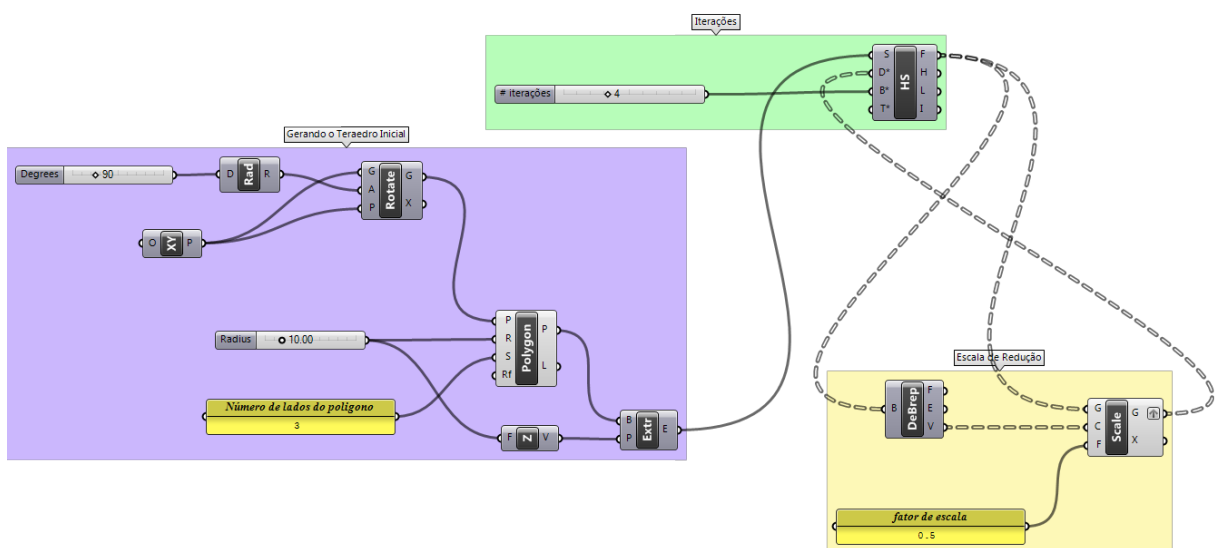 Iterações
S
F
D*
H
# iterações
4
HS
B*
L
T*
I
Gerando o Teraedro Inicial
Degrees
90
D
Rad
R
G
A
P
Rotate
G
X
O
XY
P
Radius
10.00
P
R
S
Rf
Polygon
P
L
Número de lados do polígono
3
F
Z
V
B
P
Extr
E
Escala de Redução
B
DeBrep
F
E
V
G
C
F
Scale
G
X
fator de escala
0.5